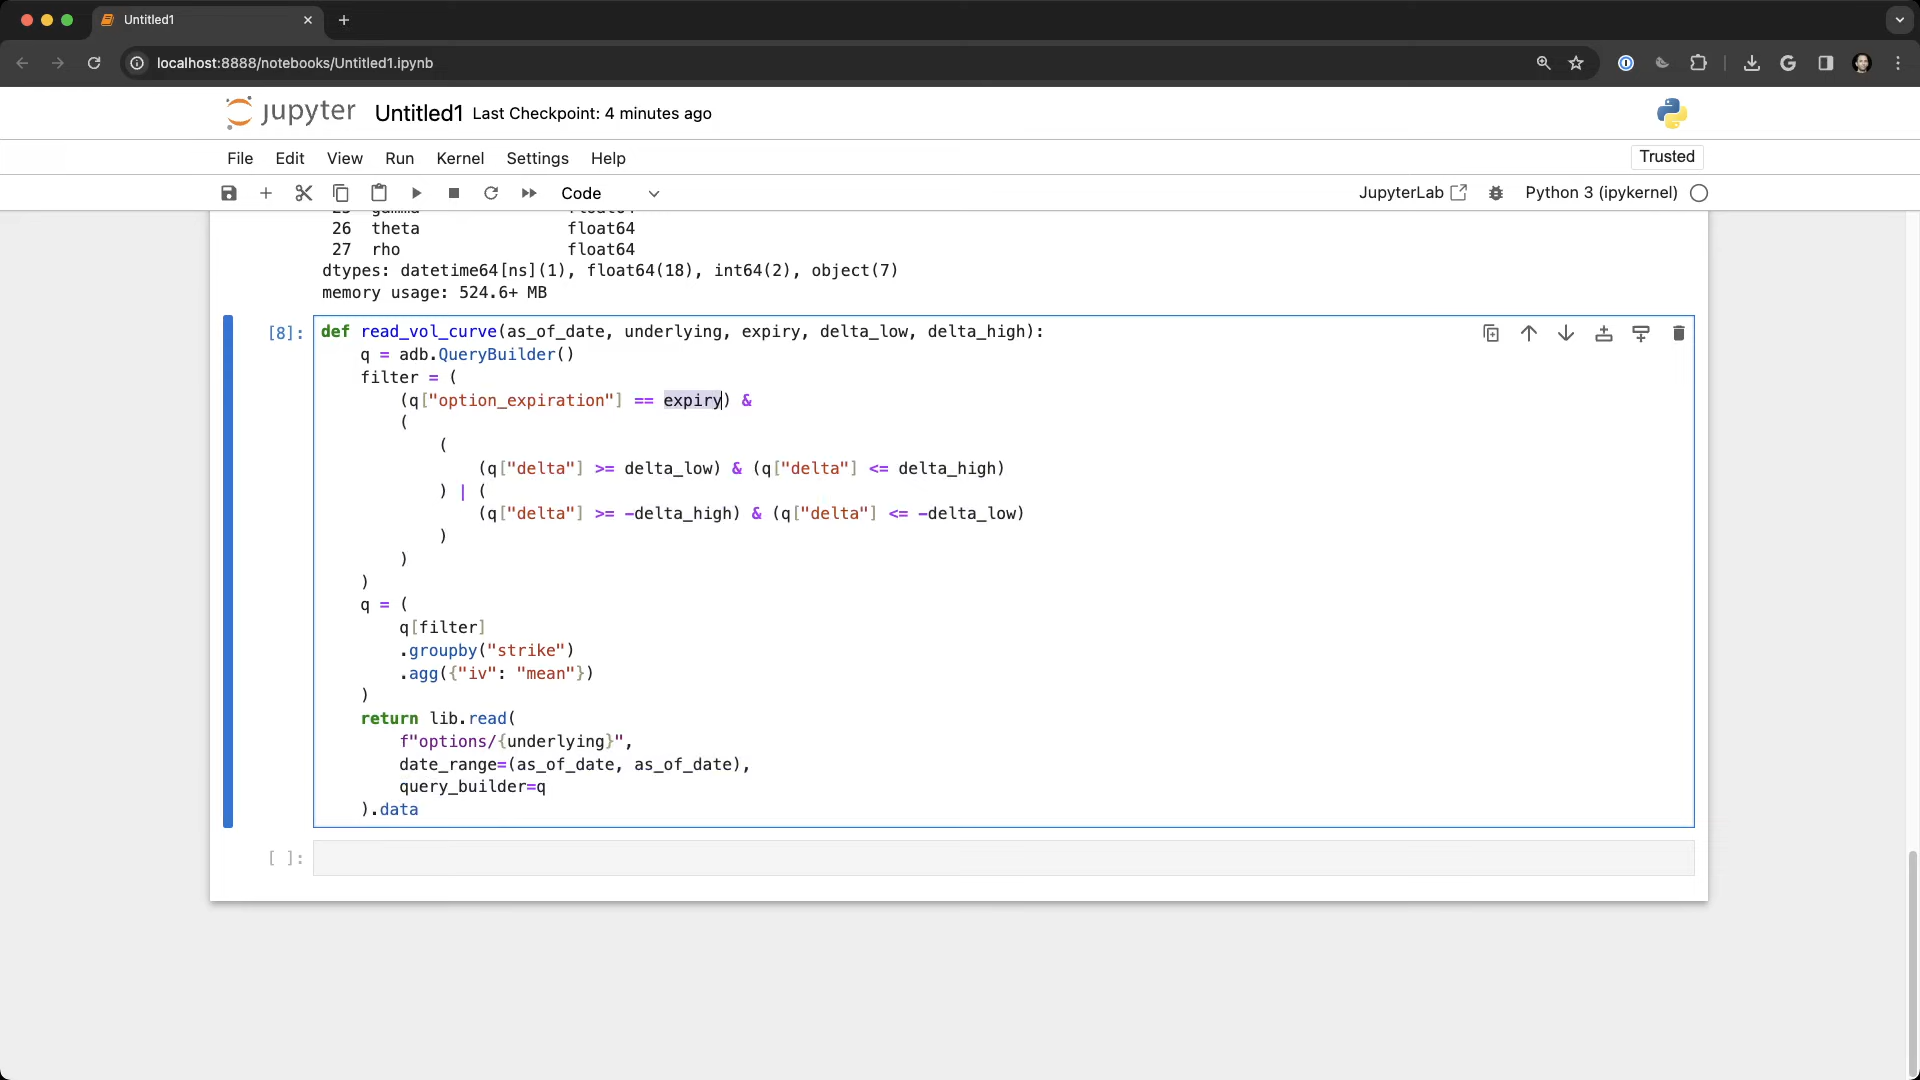 Untitled1
localhost:8888/notebooks/Untitled1.ipynb
jupyter Untitled1 Last Checkpoint: 4 minutes ago
File Edit View Run Kernel Settings Help
Trusted
Code
JupyterLab
Python 3 (ipykernel)
25 gamma float64
26 theta float64
27 rho float64
dtypes: datetime64[ns](1), float64(18), int64(2), object(7)
memory usage: 524.6+ MB
[8]:
def read_vol_curve(as_of_date, underlying, expiry, delta_low, delta_high):
    q = adb.QueryBuilder()
    filter = (
        (q["option_expiration"] == expiry) &
        (
            (
                (q["delta"] >= delta_low) & (q["delta"] <= delta_high)
            ) | (
                (q["delta"] >= -delta_high) & (q["delta"] <= -delta_low)
            )
        )
    )
    q = (
        q[filter]
        .groupby("strike")
        .agg({"iv": "mean"})
    )
    return lib.read(
        f"options/{underlying}",
        date_range=(as_of_date, as_of_date),
        query_builder=q
    ).data
[ ]: